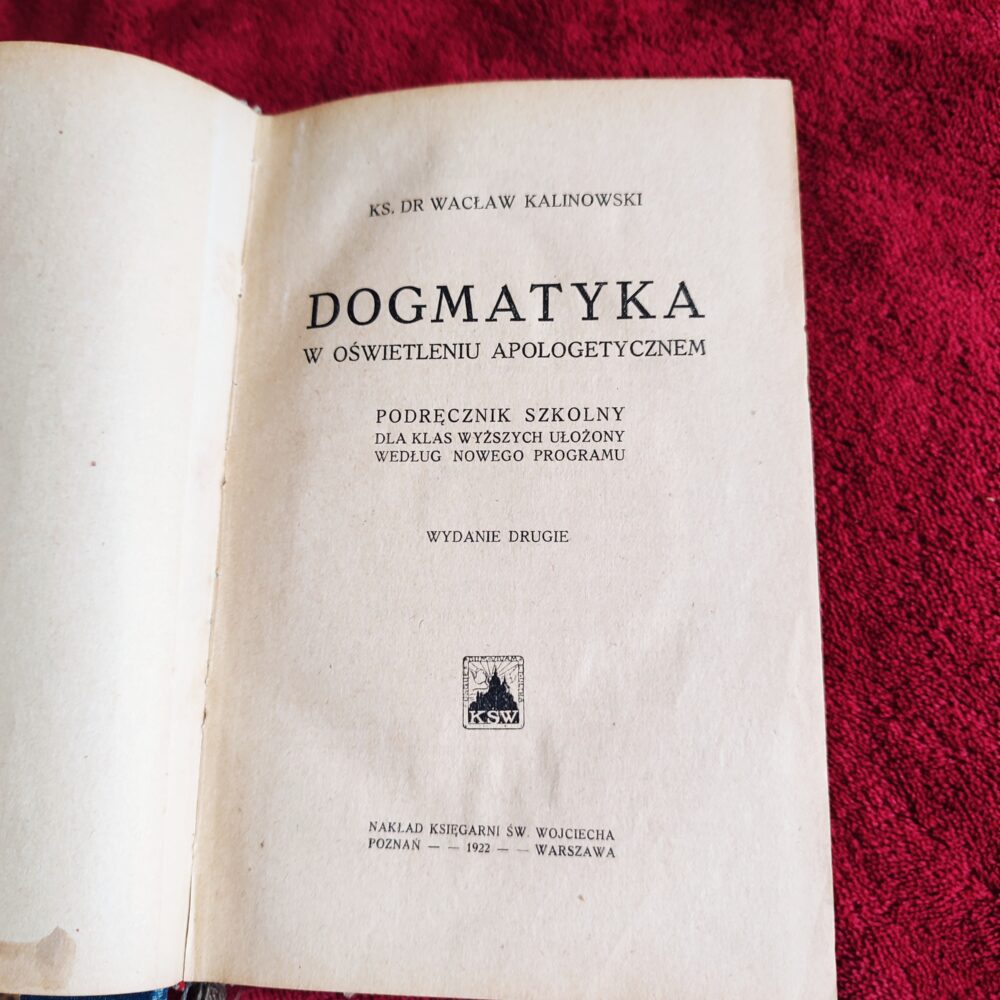 KS. DR WACŁAW KALINOWSKI
DOGMATYKA
W OŚWIETLENIU APOLOGETYCZNEM
PODRĘCZNIK SZKOLNY
DLA KLAS WYŻSZYCH UŁOŻONY
WEDŁUG NOWEGO PROGRAMU
WYDANIE DRUGIE
KŚW
NAKŁAD KSIĘGARNI ŚW. WOJCIECHA
POZNAŃ — — 1922 — — WARSZAWA